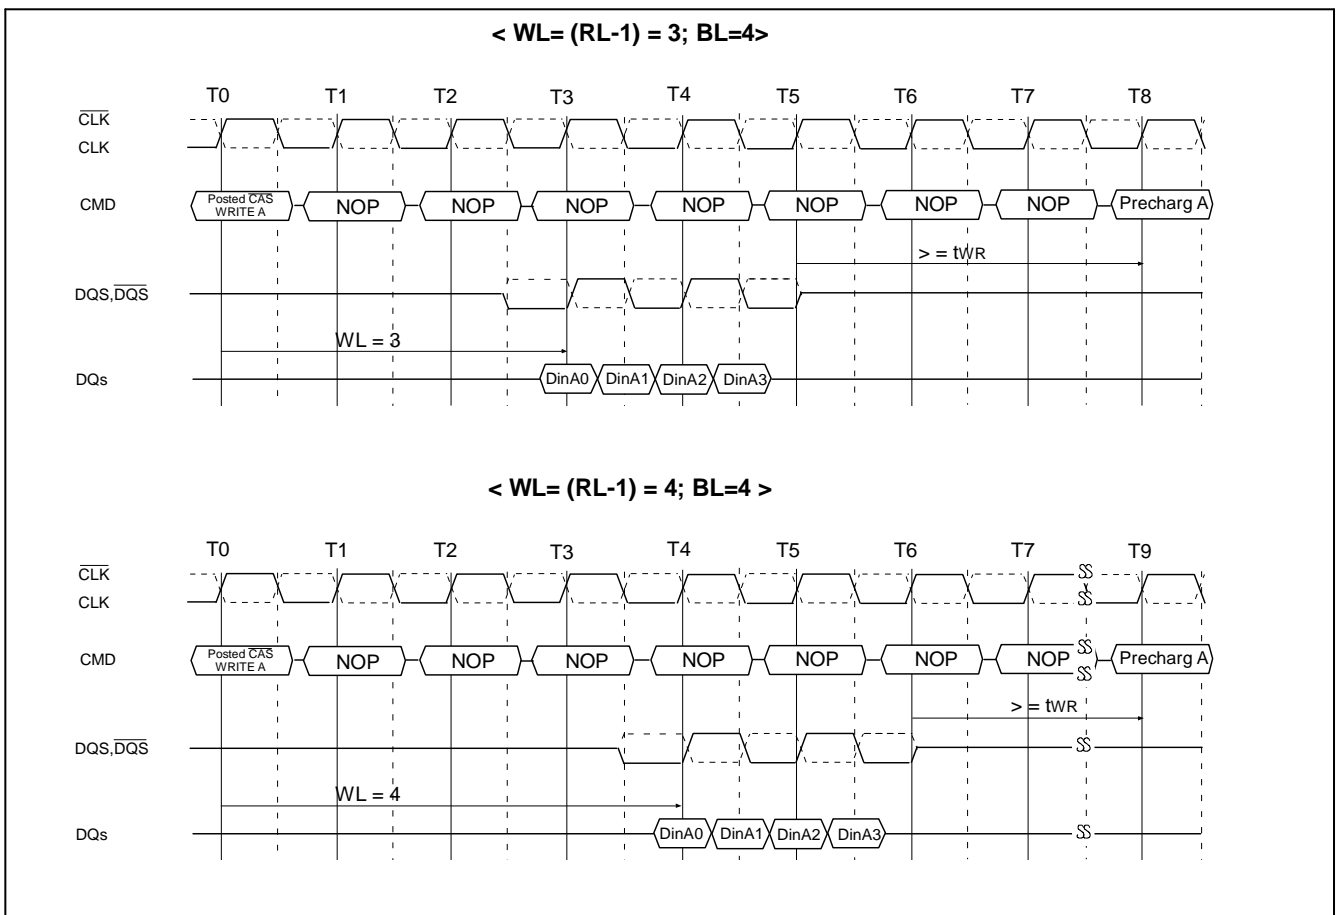 < WL= (RL-1) = 3; BL=4>
T0 T1 T2 T3 T4 T5 T6 T7 T8
CLK
CLK
CMD
Posted CAS
WRITE A
NOP NOP NOP NOP NOP NOP NOP Precharg A
> = tWR
DQS,DQS
WL = 3
DQs
DinA0 DinA1 DinA2 DinA3
< WL= (RL-1) = 4; BL=4 >
T0 T1 T2 T3 T4 T5 T6 T7 T9
CLK
CLK
CMD
Posted CAS
WRITE A
NOP NOP NOP NOP NOP NOP NOP Precharg A
> = tWR
DQS,DQS
WL = 4
DQs
DinA0 DinA1 DinA2 DinA3